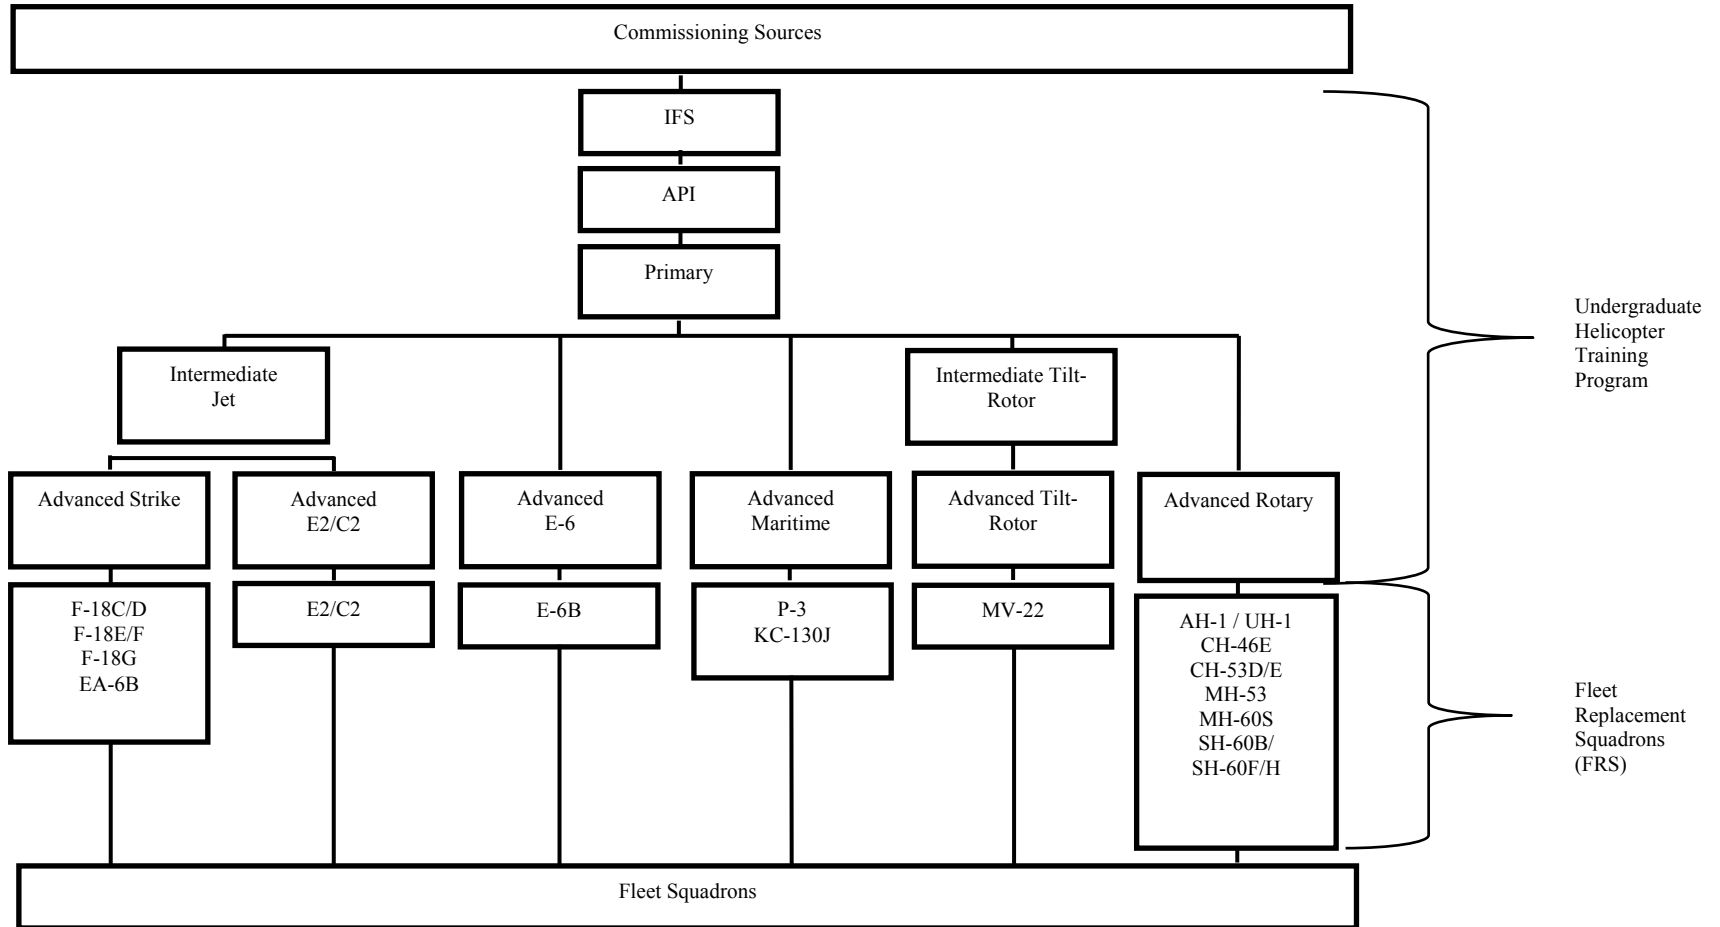 Commissioning Sources
IFS
API
Primary
Intermediate
Jet
Intermediate Tilt-
Rotor
Advanced Strike
Advanced
E2/C2
Advanced
E-6
Advanced
Maritime
Advanced Tilt-
Rotor
Advanced Rotary
F-18C/D
F-18E/F
F-18G
EA-6B
E2/C2
E-6B
P-3
KC-130J
MV-22
AH-1 / UH-1
CH-46E
CH-53D/E
MH-53
MH-60S
SH-60B/
SH-60F/H
Fleet Squadrons
Undergraduate
Helicopter
Training
Program
Fleet
Replacement
Squadrons
(FRS)